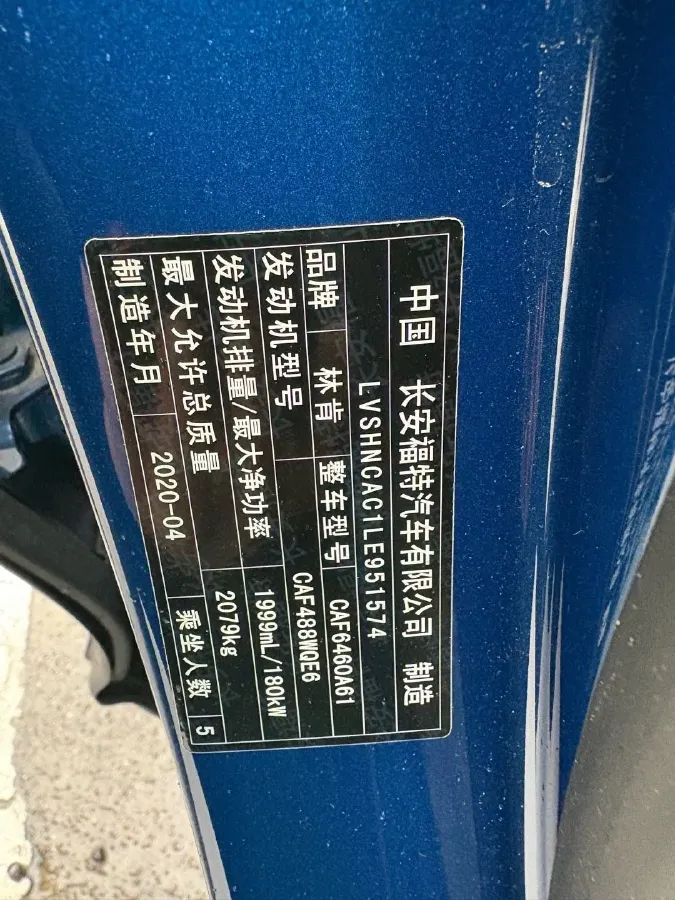 中国 长安福特汽车有限公司 制造
LVSHNCAC1LE951574
品牌 林肯 整车型号 CAF6460A61
发动机型号 CAF488WQE6
发动机排量/最大净功率 1999mL/180kW
最大允许总质量 2079kg
制造年月 2020-04 乘坐人数 5